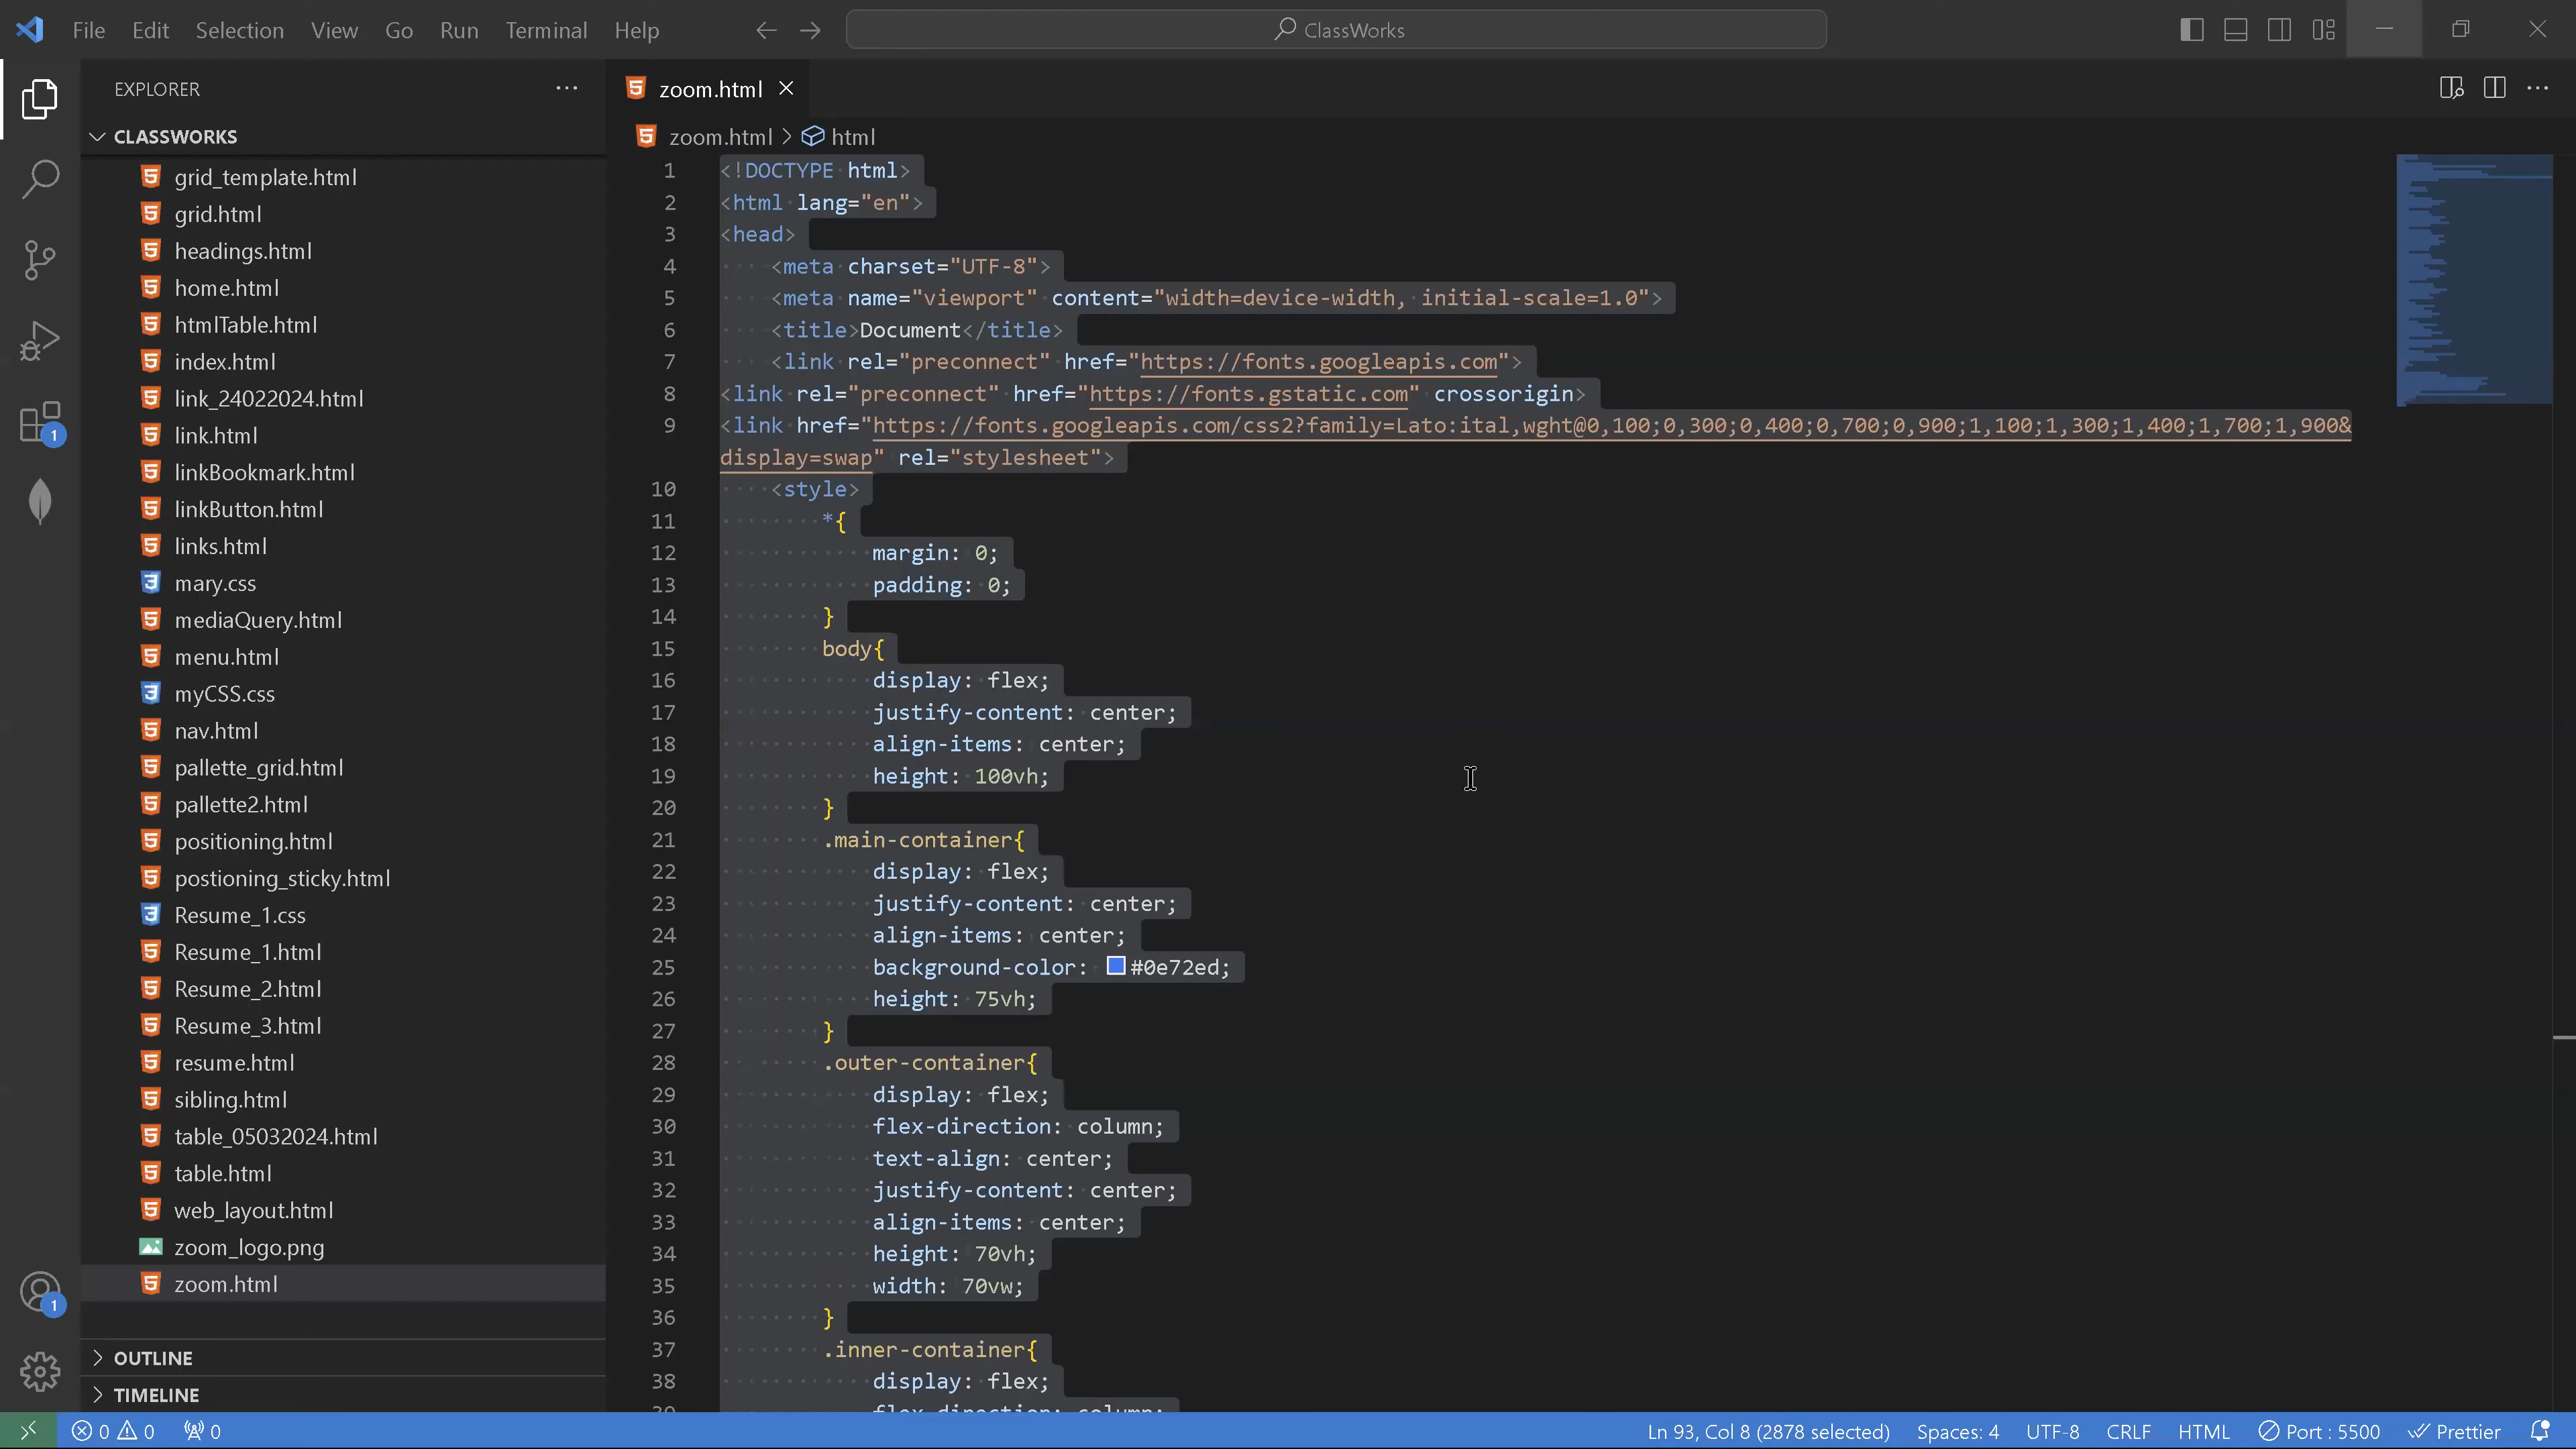 File Edit Selection View Go Run Terminal Help
ClassWorks
EXPLORER
CLASSWORKS
grid_template.html
grid.html
headings.html
home.html
htmlTable.html
index.html
link_24022024.html
link.html
linkBookmark.html
linkButton.html
links.html
mary.css
mediaQuery.html
menu.html
myCSS.css
nav.html
pallette_grid.html
pallette2.html
positioning.html
postioning_sticky.html
Resume_1.css
Resume_1.html
Resume_2.html
Resume_3.html
resume.html
sibling.html
table_05032024.html
table.html
web_layout.html
zoom_logo.png
zoom.html
OUTLINE
TIMELINE
1
1
zoom.html
zoom.html > html
1 <!DOCTYPE html>
2 <html lang="en">
3 <head>
4 <meta charset="UTF-8">
5 <meta name="viewport" content="width=device-width, initial-scale=1.0">
6 <title>Document</title>
7 <link rel="preconnect" href="https://fonts.googleapis.com">
8 <link rel="preconnect" href="https://fonts.gstatic.com" crossorigin>
9 <link href="https://fonts.googleapis.com/css2?family=Lato:ital,wght@0,100;0,300;0,400;0,700;0,900;1,100;1,300;1,400;1,700;1,900&
display=swap" rel="stylesheet">
10 <style>
11 *{
12 margin: 0;
13 padding: 0;
14 }
15 body{
16 display: flex;
17 justify-content: center;
18 align-items: center;
19 height: 100vh;
20 }
21 .main-container{
22 display: flex;
23 justify-content: center;
24 align-items: center;
25 background-color: #0e72ed;
26 height: 75vh;
27 }
28 .outer-container{
29 display: flex;
30 flex-direction: column;
31 text-align: center;
32 justify-content: center;
33 align-items: center;
34 height: 70vh;
35 width: 70vw;
36 }
37 .inner-container{
38 display: flex;
39 flex-direction: column;
0 0 0 Ln 93, Col 8 (2878 selected) Spaces: 4 UTF-8 CRLF HTML Port : 5500 Prettier